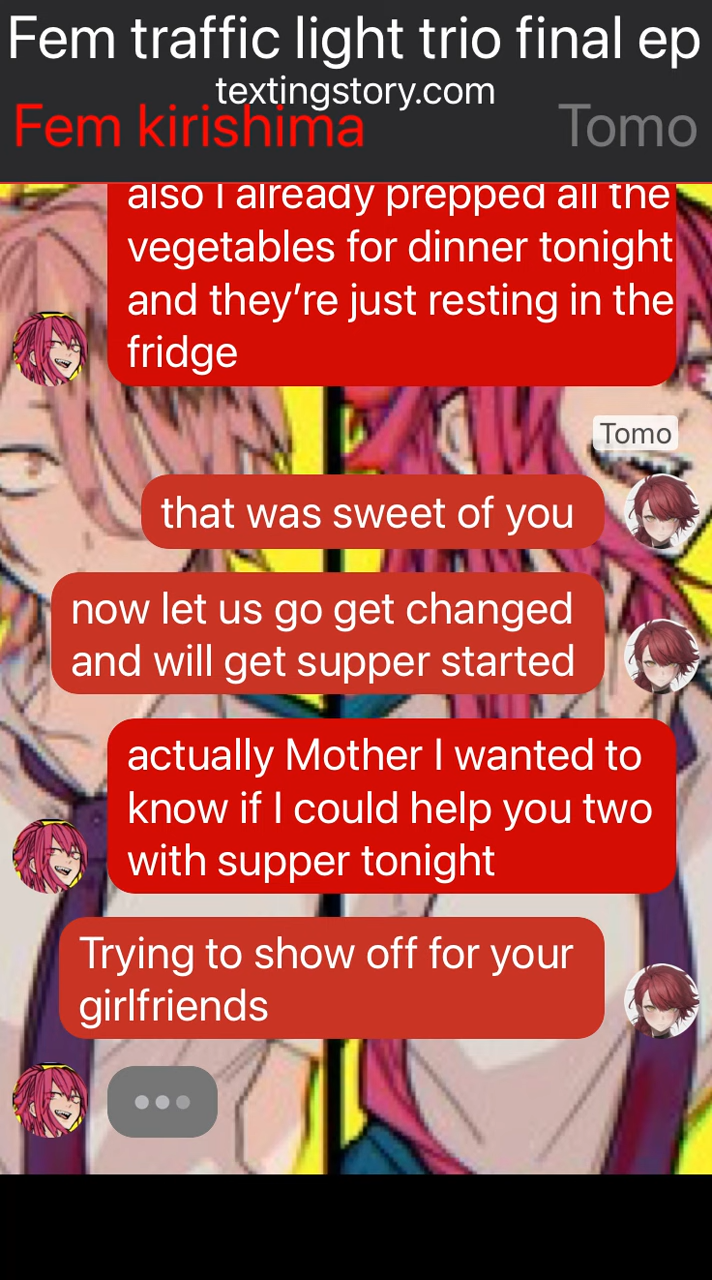 Fem traffic light trio final ep
textingstory.com
Fem kirishima
Tomo
also I already prepped all the
vegetables for dinner tonight
and they’re just resting in the
fridge
Tomo
that was sweet of you
now let us go get changed
and will get supper started
actually Mother I wanted to
know if I could help you two
with supper tonight
Trying to show off for your
girlfriends